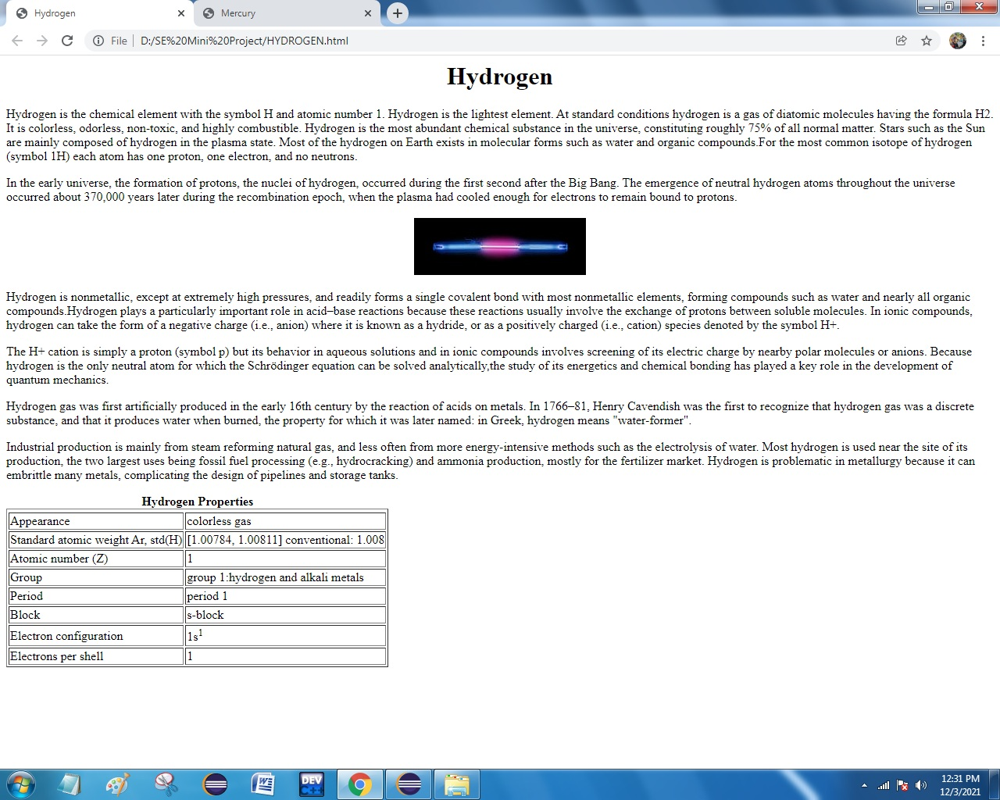 Hydrogen
Mercury
File
D:/SE%20Mini%20Project/HYDROGEN.html
Hydrogen
Hydrogen is the chemical element with the symbol H and atomic number 1. Hydrogen is the lightest element. At standard conditions hydrogen is a gas of diatomic molecules having the formula H2.
It is colorless, odorless, non-toxic, and highly combustible. Hydrogen is the most abundant chemical substance in the universe, constituting roughly 75% of all normal matter. Stars such as the Sun
are mainly composed of hydrogen in the plasma state. Most of the hydrogen on Earth exists in molecular forms such as water and organic compounds.For the most common isotope of hydrogen
(symbol 1H) each atom has one proton, one electron, and no neutrons.
In the early universe, the formation of protons, the nuclei of hydrogen, occurred during the first second after the Big Bang. The emergence of neutral hydrogen atoms throughout the universe
occurred about 370,000 years later during the recombination epoch, when the plasma had cooled enough for electrons to remain bound to protons.
Hydrogen is nonmetallic, except at extremely high pressures, and readily forms a single covalent bond with most nonmetallic elements, forming compounds such as water and nearly all organic
compounds.Hydrogen plays a particularly important role in acid–base reactions because these reactions usually involve the exchange of protons between soluble molecules. In ionic compounds,
hydrogen can take the form of a negative charge (i.e., anion) where it is known as a hydride, or as a positively charged (i.e., cation) species denoted by the symbol H+.
The H+ cation is simply a proton (symbol p) but its behavior in aqueous solutions and in ionic compounds involves screening of its electric charge by nearby polar molecules or anions. Because
hydrogen is the only neutral atom for which the Schrödinger equation can be solved analytically,the study of its energetics and chemical bonding has played a key role in the development of
quantum mechanics.
Hydrogen gas was first artificially produced in the early 16th century by the reaction of acids on metals. In 1766–81, Henry Cavendish was the first to recognize that hydrogen gas was a discrete
substance, and that it produces water when burned, the property for which it was later named: in Greek, hydrogen means "water-former".
Industrial production is mainly from steam reforming natural gas, and less often from more energy-intensive methods such as the electrolysis of water. Most hydrogen is used near the site of its
production, the two largest uses being fossil fuel processing (e.g., hydrocracking) and ammonia production, mostly for the fertilizer market. Hydrogen is problematic in metallurgy because it can
embrittle many metals, complicating the design of pipelines and storage tanks.
Hydrogen Properties
Appearance colorless gas
Standard atomic weight Ar, std(H) [1.00784, 1.00811] conventional: 1.008
Atomic number (Z) 1
Group group 1:hydrogen and alkali metals
Period period 1
Block s-block
Electron configuration 1s¹
Electrons per shell 1
W
DEV
C++
12:31 PM
12/3/2021